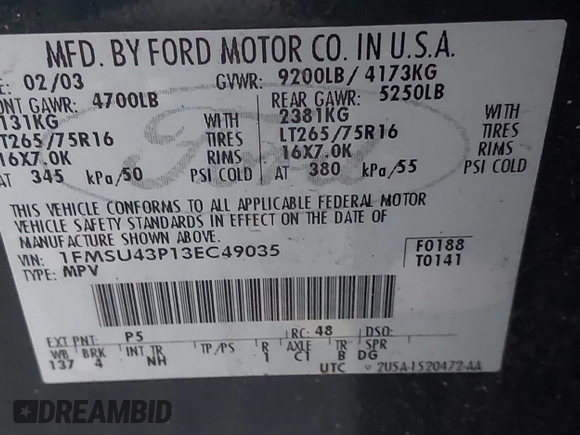 MFD. BY FORD MOTOR CO. IN U.S.A.
02/03 GVWR: 9200LB/ 4173KG
ONT GAWR: 4700LB REAR GAWR: 5250LB
131KG WITH 2381KG WITH
LT265/75R16 TIRES LT265/75R16 TIRES
16X7.0K RIMS 16X7.0K RIMS
AT 345 kPa/50 PSI COLD AT 380 kPa/55 PSI COLD
THIS VEHICLE CONFORMS TO ALL APPLICABLE FEDERAL MOTOR
VEHICLE SAFETY STANDARDS IN EFFECT ON THE DATE OF
MANUFACTURE SHOWN ABOVE.
VIN: 1FMSU43P13EC49035 F0188
TYPE: MPV T0141
EXT PNT: P5 RC: 48 DSO:
WB BRK INT TR TP/PS R AXLE TR SPR
137 4 NH 1 C1 B DG
UTC 2USA-1520472-AA
Ford
DREAMBID